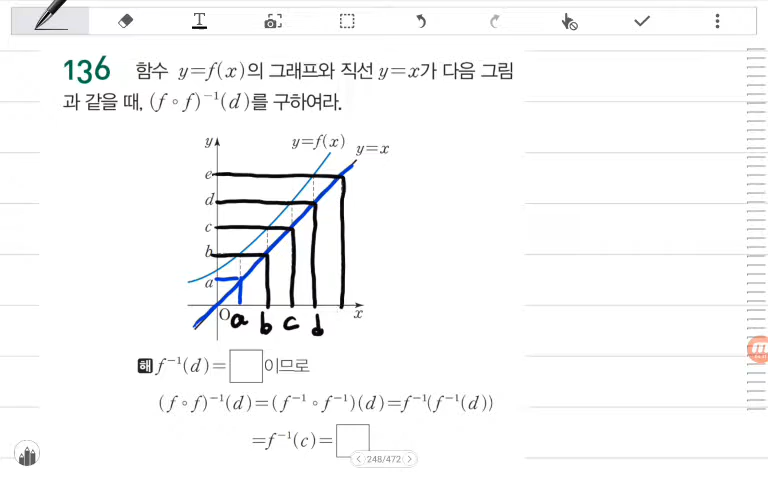 T
136 함수 y=f(x)의 그래프와 직선 y=x가 다음 그림
과 같을 때, (f∘f)⁻¹(d)를 구하여라.
y
y=f(x)
y=x
e
d
c
b
a
O
x
a b c d
해 f⁻¹(d)=□이므로
(f∘f)⁻¹(d)=(f⁻¹∘f⁻¹)(d)=f⁻¹(f⁻¹(d))
=f⁻¹(c)=□
248/472